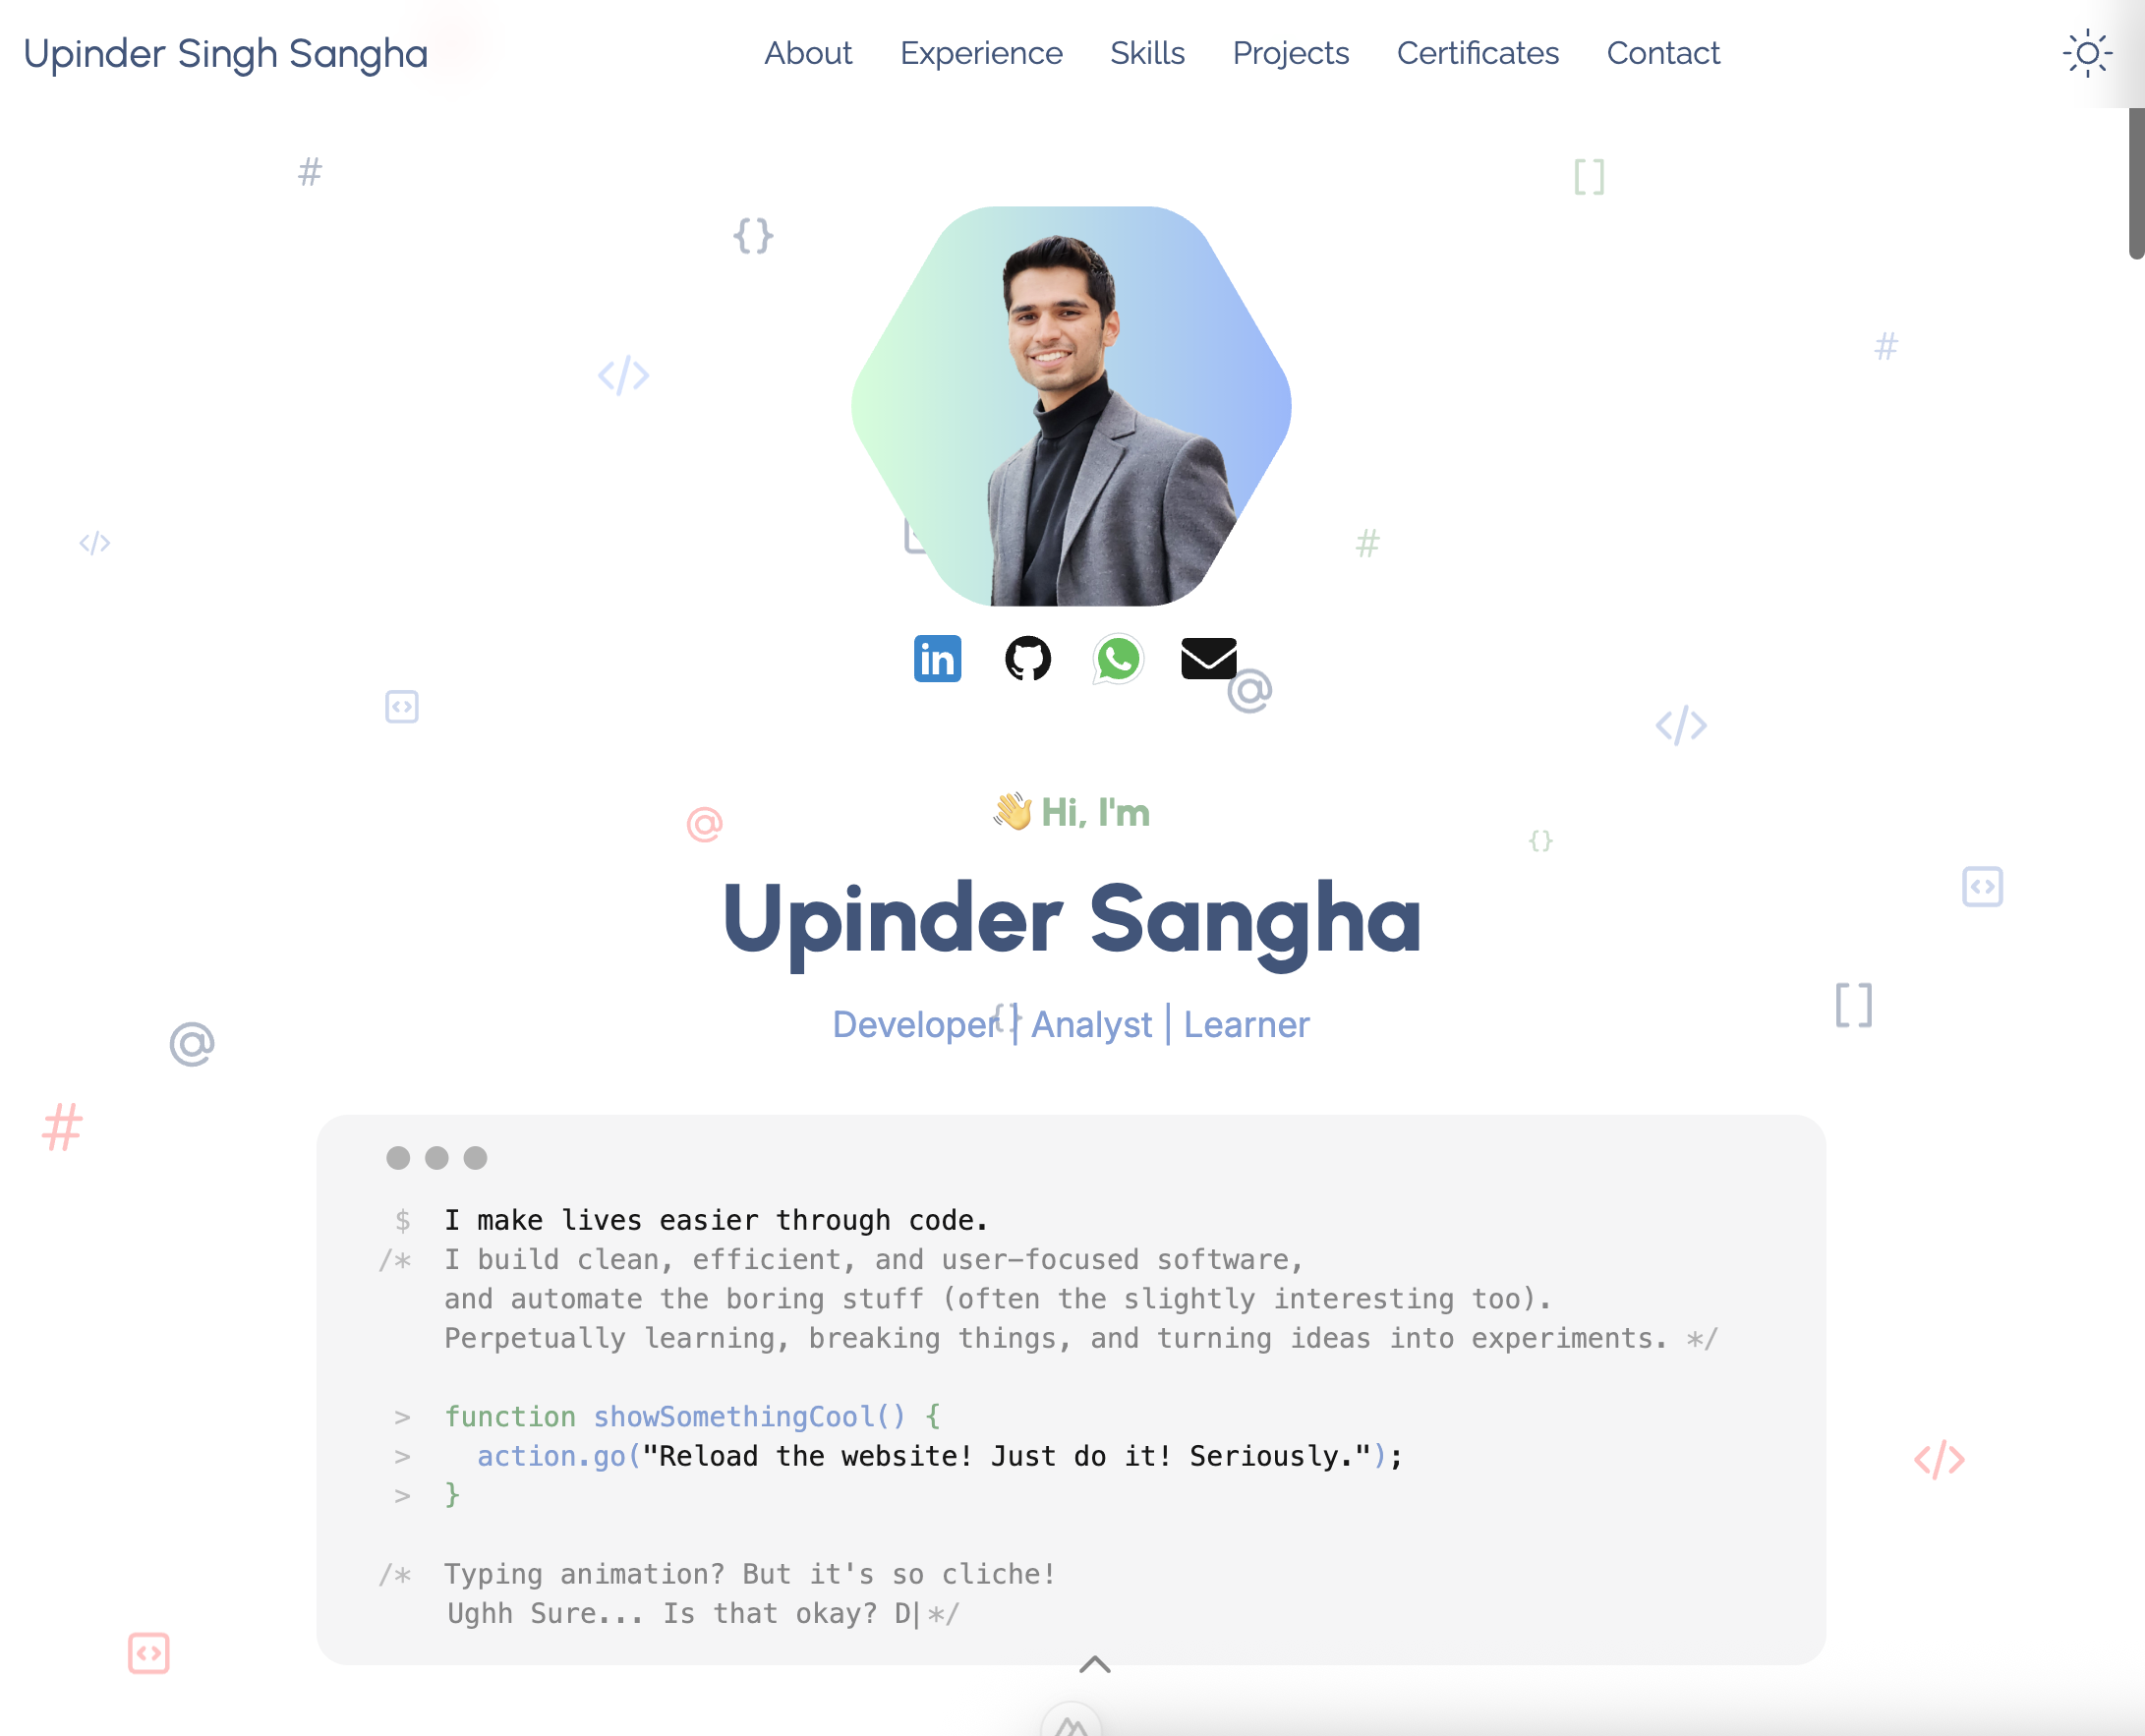 Upinder Singh Sangha
About Experience Skills Projects Certificates Contact
#
[]
{}
</>
#
</>
#
in
@
<>
</>
👋 Hi, I'm
@
{}
Upinder Sangha
<>
[]
{}
Developer | Analyst | Learner
@
#
$ I make lives easier through code.
/* I build clean, efficient, and user-focused software,
and automate the boring stuff (often the slightly interesting too).
Perpetually learning, breaking things, and turning ideas into experiments. */
> function showSomethingCool() {
> action.go("Reload the website! Just do it! Seriously.");
</>
> }
/* Typing animation? But it's so cliche!
Ughh Sure... Is that okay? D|*/
<>